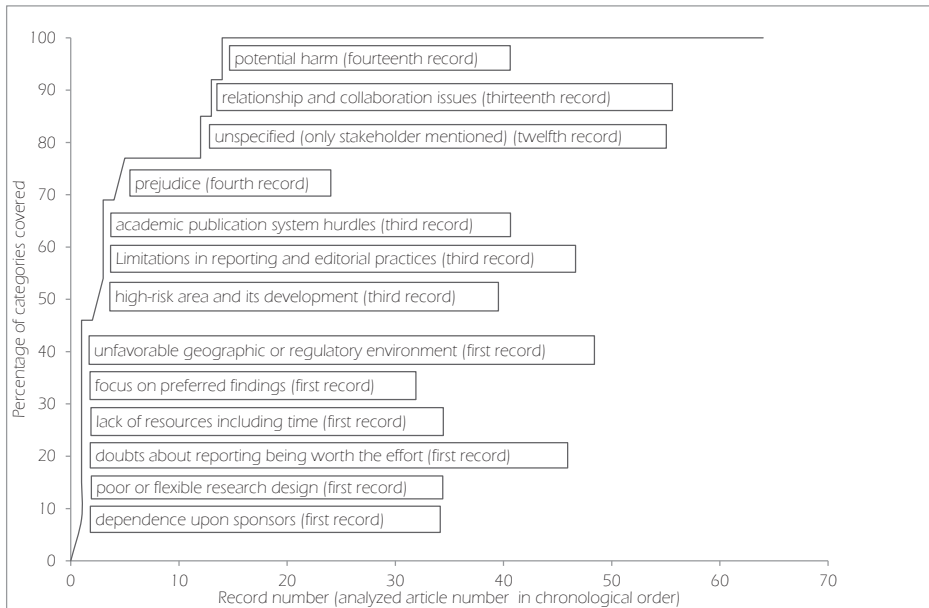 Percentage of categories covered
100
90
80
70
60
50
40
30
20
10
0
potential harm (fourteenth record)
relationship and collaboration issues (thirteenth record)
unspecified (only stakeholder mentioned) (twelfth record)
prejudice (fourth record)
academic publication system hurdles (third record)
Limitations in reporting and editorial practices (third record)
high-risk area and its development (third record)
unfavorable geographic or regulatory environment (first record)
focus on preferred findings (first record)
lack of resources including time (first record)
doubts about reporting being worth the effort (first record)
poor or flexible research design (first record)
dependence upon sponsors (first record)
0 10 20 30 40 50 60 70
Record number (analyzed article number in chronological order)